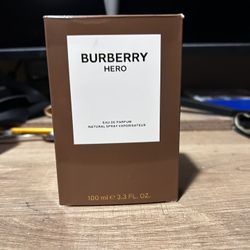 BURBERRY
HERO
EAU DE PARFUM
NATURAL SPRAY VAPORISATEUR
100 ml e 3.3 FL. OZ.